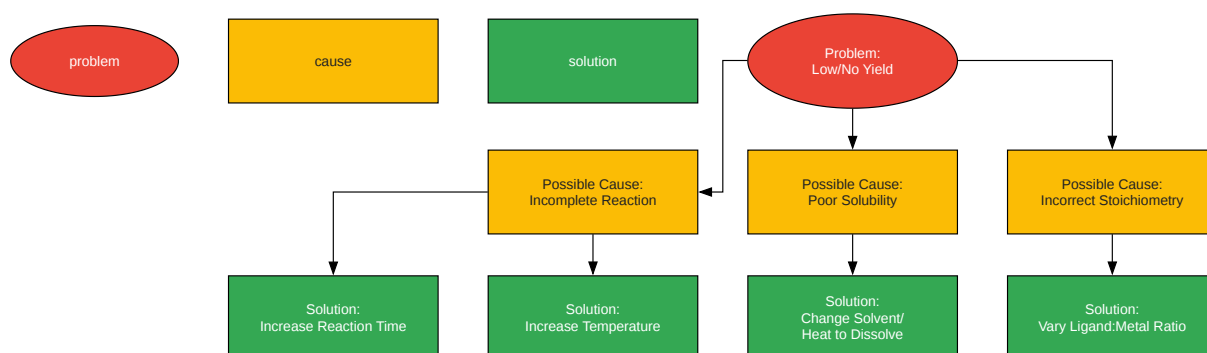 problem
cause
solution
Problem:
Low/No Yield
Possible Cause:
Incomplete Reaction
Possible Cause:
Poor Solubility
Possible Cause:
Incorrect Stoichiometry
Solution:
Increase Reaction Time
Solution:
Increase Temperature
Solution:
Change Solvent/
Heat to Dissolve
Solution:
Vary Ligand:Metal Ratio